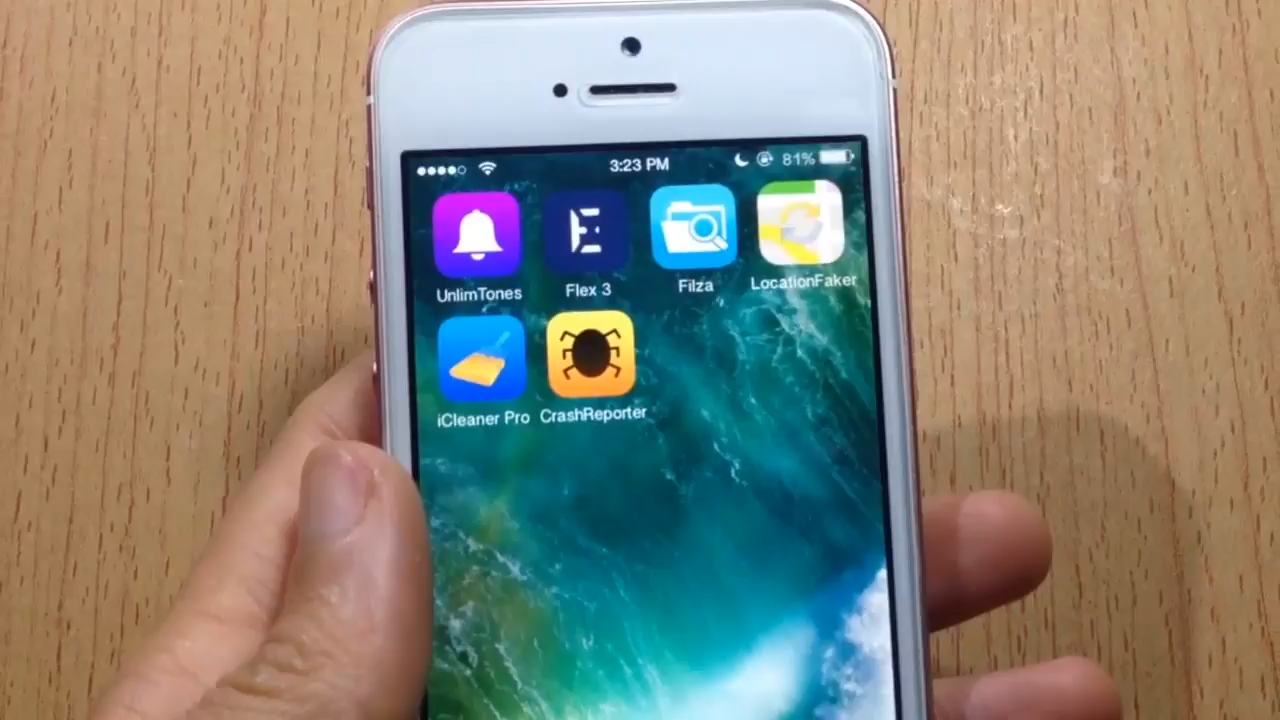 3:23 PM 81%
UnlimTones Flex 3 Filza LocationFaker
iCleaner Pro CrashReporter